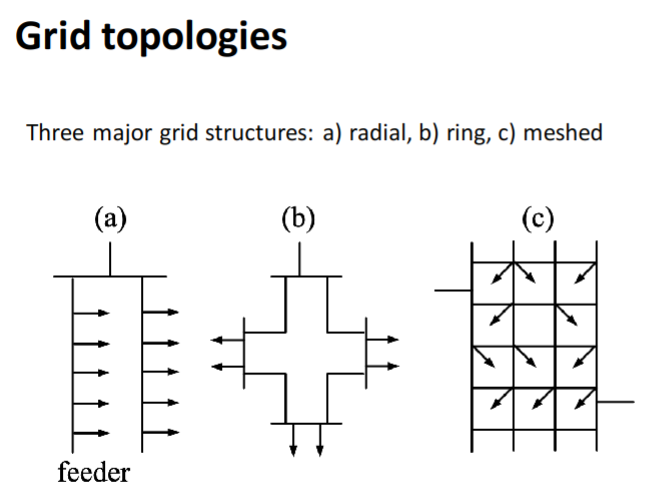 Grid topologies
Three major grid structures: a) radial, b) ring, c) meshed
(a)
(b)
(c)
feeder